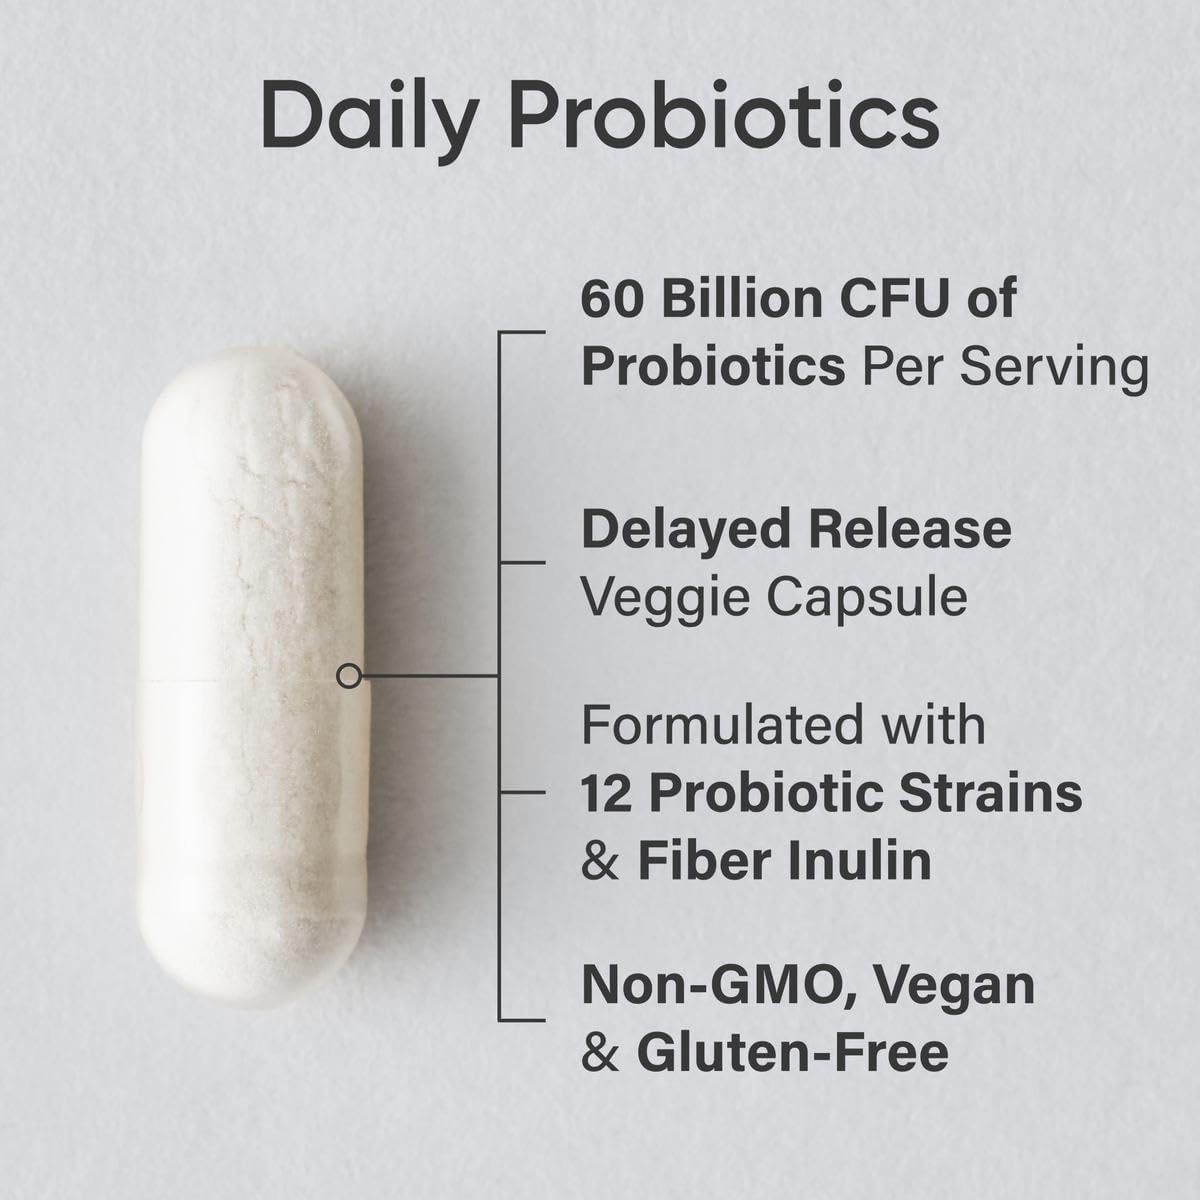 Daily Probiotics
60 Billion CFU of
Probiotics Per Serving
Delayed Release
Veggie Capsule
Formulated with
12 Probiotic Strains
& Fiber Inulin
Non-GMO, Vegan
& Gluten-Free